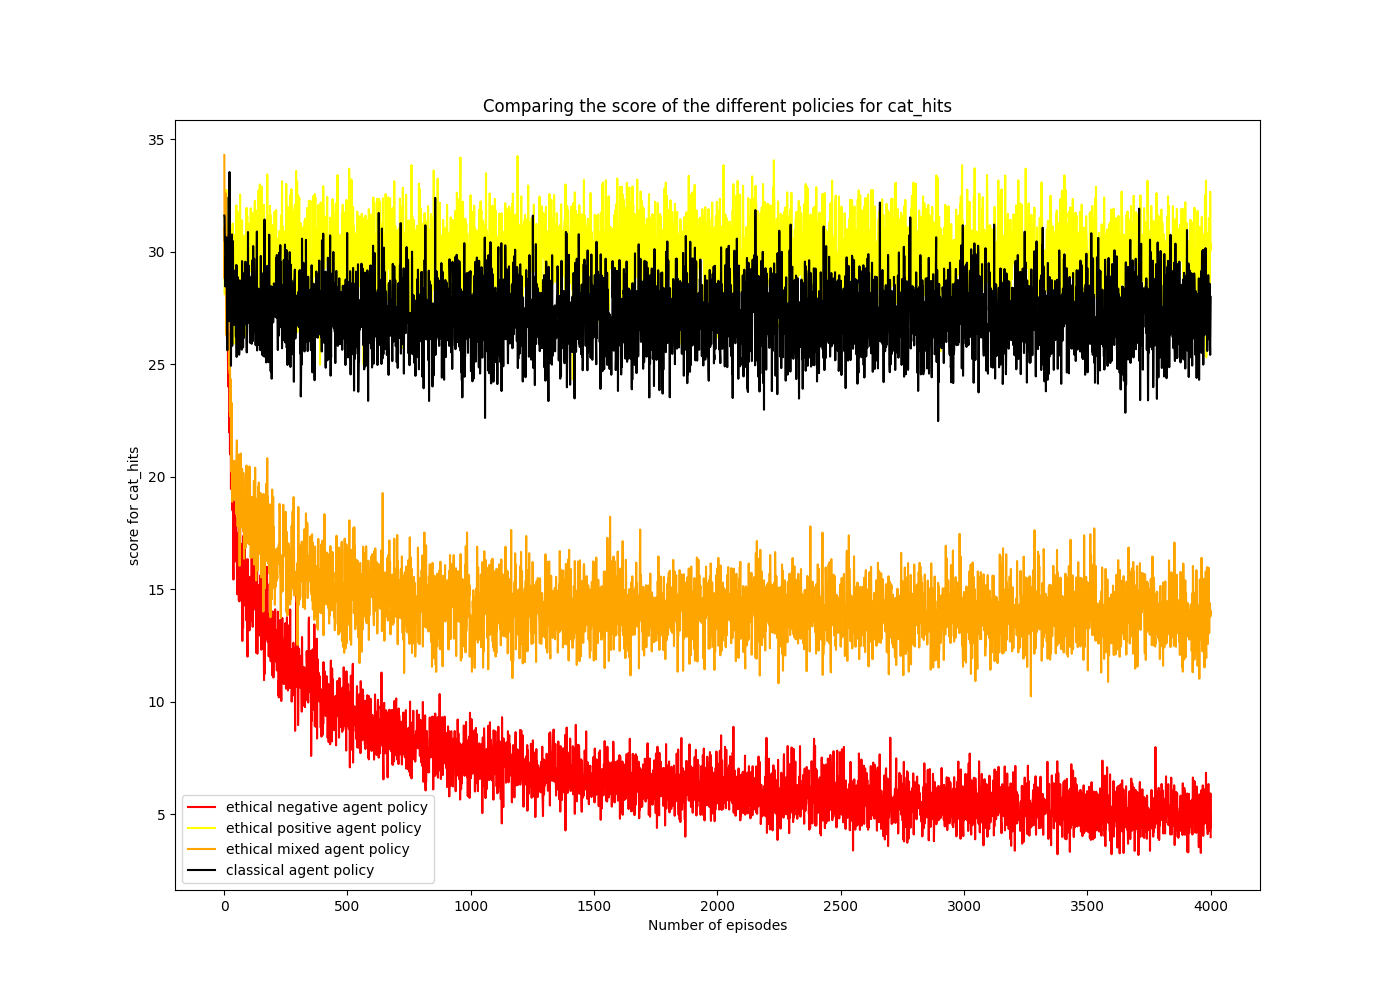 Comparing the score of the different policies for cat_hits
score for cat_hits
35
30
25
20
15
10
5
ethical negative agent policy
ethical positive agent policy
ethical mixed agent policy
classical agent policy
0 500 1000 1500 2000 2500 3000 3500 4000
Number of episodes